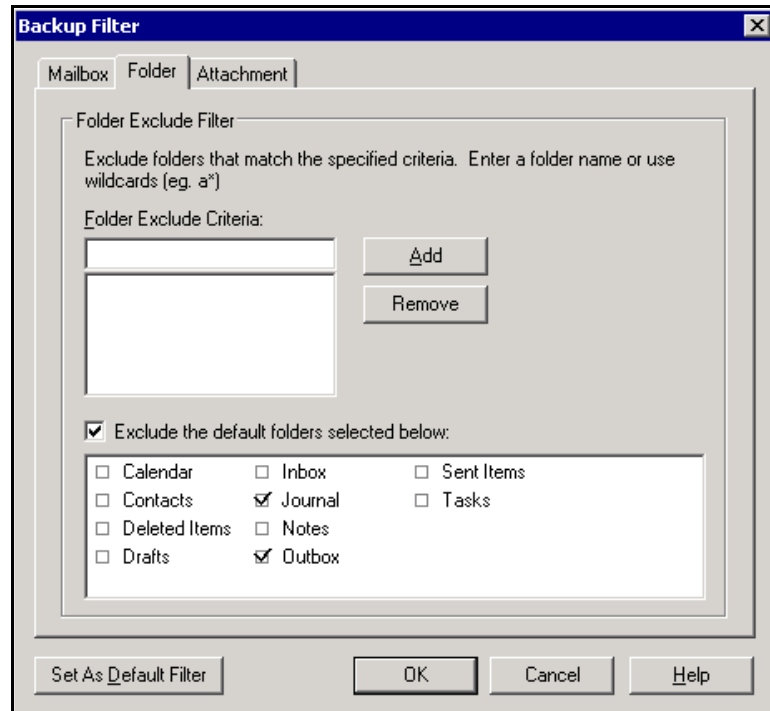 Backup Filter
Mailbox Folder Attachment
Folder Exclude Filter
Exclude folders that match the specified criteria. Enter a folder name or use
wildcards (eg. a*)
Folder Exclude Criteria:
Add
Remove
Exclude the default folders selected below:
Calendar Inbox Sent Items
Contacts Journal Tasks
Deleted Items Notes
Drafts Outbox
Set As Default Filter OK Cancel Help